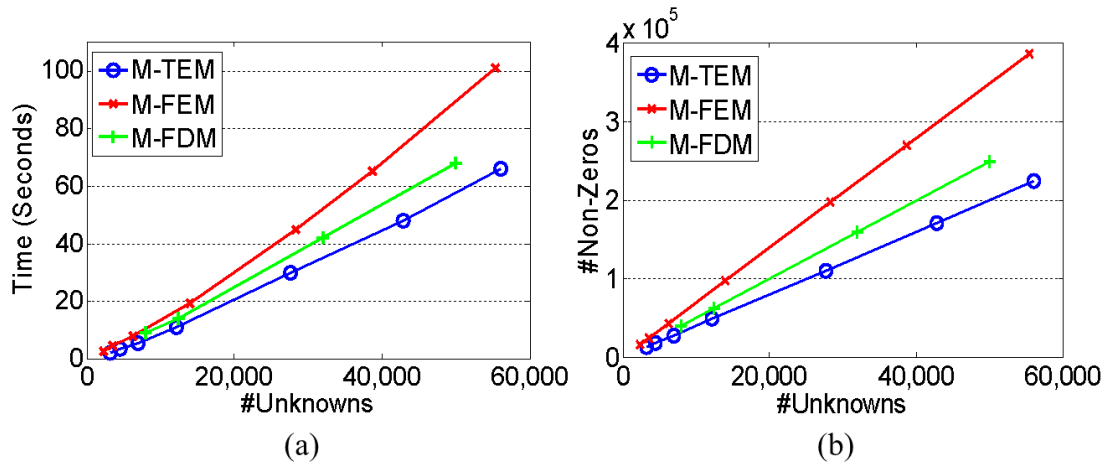 M-TEM
M-FEM
M-FDM
Time (Seconds)
100
80
60
40
20
0
0
20,000
40,000
60,000
#Unknowns
(a)
x 10^5
M-TEM
M-FEM
M-FDM
#Non-Zeros
4
3
2
1
0
0
20,000
40,000
60,000
#Unknowns
(b)